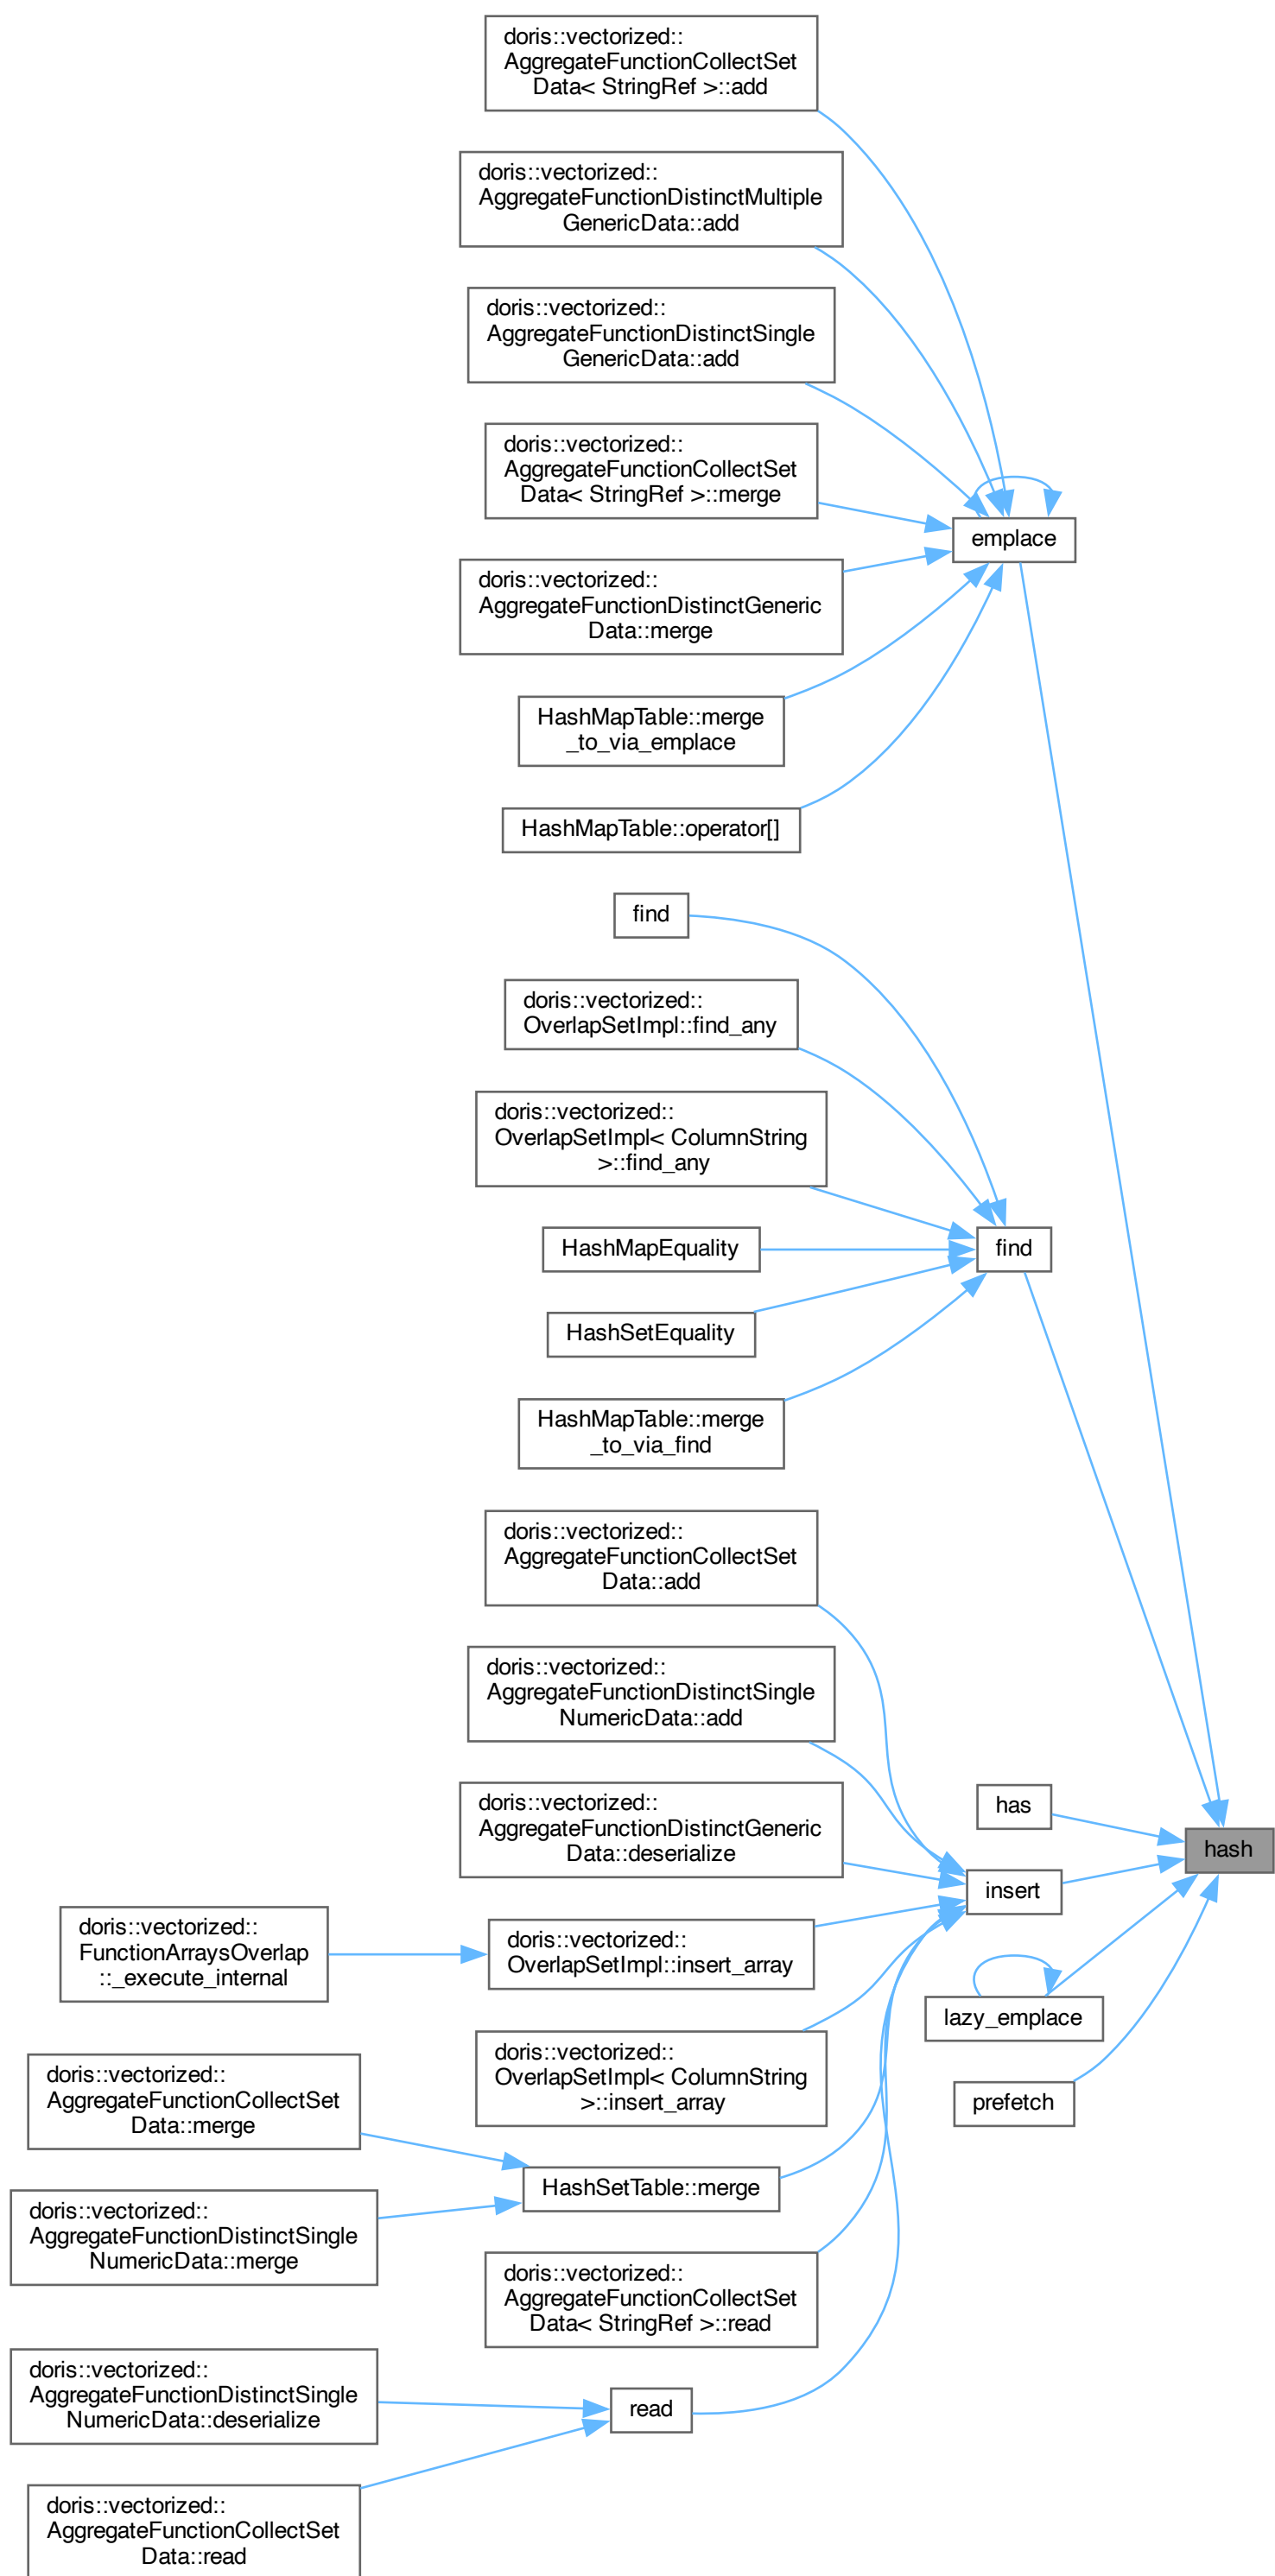 doris::vectorized::
AggregateFunctionCollectSet
Data< StringRef >::add
doris::vectorized::
AggregateFunctionDistinctMultiple
GenericData::add
doris::vectorized::
AggregateFunctionDistinctSingle
GenericData::add
doris::vectorized::
AggregateFunctionCollectSet
Data< StringRef >::merge
emplace
doris::vectorized::
AggregateFunctionDistinctGeneric
Data::merge
HashMapTable::merge
_to_via_emplace
HashMapTable::operator[]
find
doris::vectorized::
OverlapSetImpl::find_any
doris::vectorized::
OverlapSetImpl< ColumnString
>::find_any
HashMapEquality
find
HashSetEquality
HashMapTable::merge
_to_via_find
doris::vectorized::
AggregateFunctionCollectSet
Data::add
doris::vectorized::
AggregateFunctionDistinctSingle
NumericData::add
has
hash
doris::vectorized::
AggregateFunctionDistinctGeneric
Data::deserialize
insert
doris::vectorized::
FunctionArraysOverlap
::_execute_internal
doris::vectorized::
OverlapSetImpl::insert_array
lazy_emplace
doris::vectorized::
OverlapSetImpl< ColumnString
>::insert_array
prefetch
doris::vectorized::
AggregateFunctionCollectSet
Data::merge
HashSetTable::merge
doris::vectorized::
AggregateFunctionDistinctSingle
NumericData::merge
doris::vectorized::
AggregateFunctionCollectSet
Data< StringRef >::read
doris::vectorized::
AggregateFunctionDistinctSingle
NumericData::deserialize
read
doris::vectorized::
AggregateFunctionCollectSet
Data::read